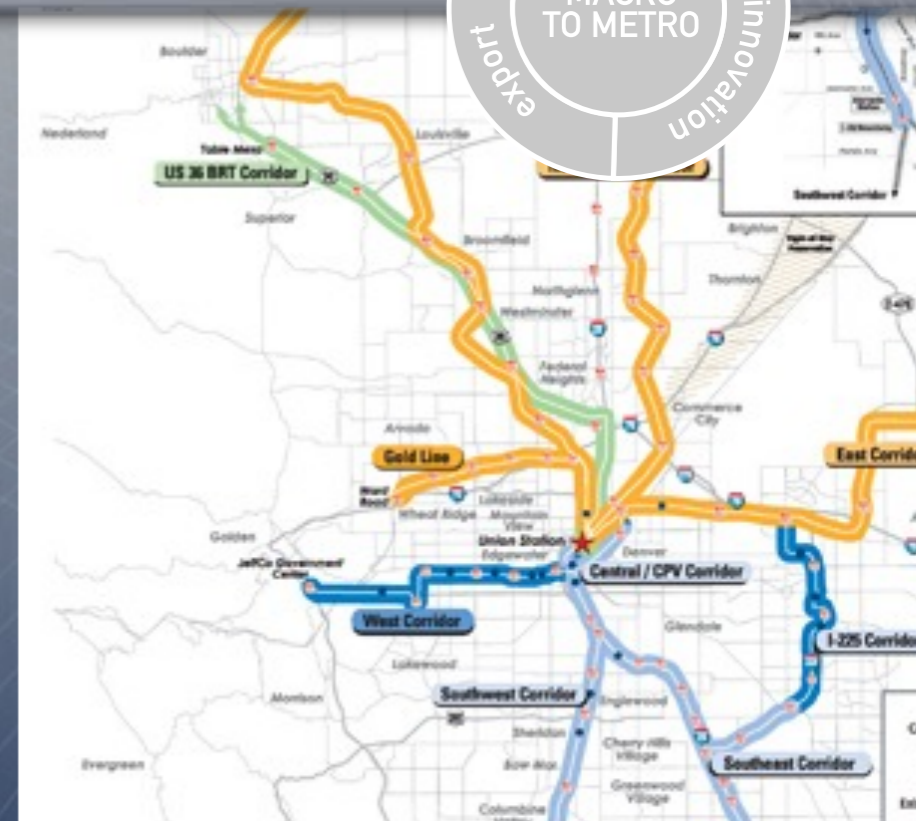 MACRO
TO METRO
export
innovation
Boulder
Nederland
Louisville
Table Mesa
US 36 BRT Corridor
Superior
Southwest Corridor
Brighton
Broomfield
Thornton
Northglenn
Westminster
Federal
Heights
Commerce
City
Arvada
Gold Line
East Corrido
Ward
Road
Lakeside
Wheat Ridge
Mountain
View
Golden
Union Station
Edgewater
Denver
JeffCo Government
Center
Central / CPV Corridor
West Corridor
Glendale
I-225 Corrido
Lakewood
Morrison
Southwest Corridor
Englewood
Sheridan
Cherry Hills
Village
Evergreen
Bow Mar
Southeast Corridor
Greenwood
Village
Columbine
Valley